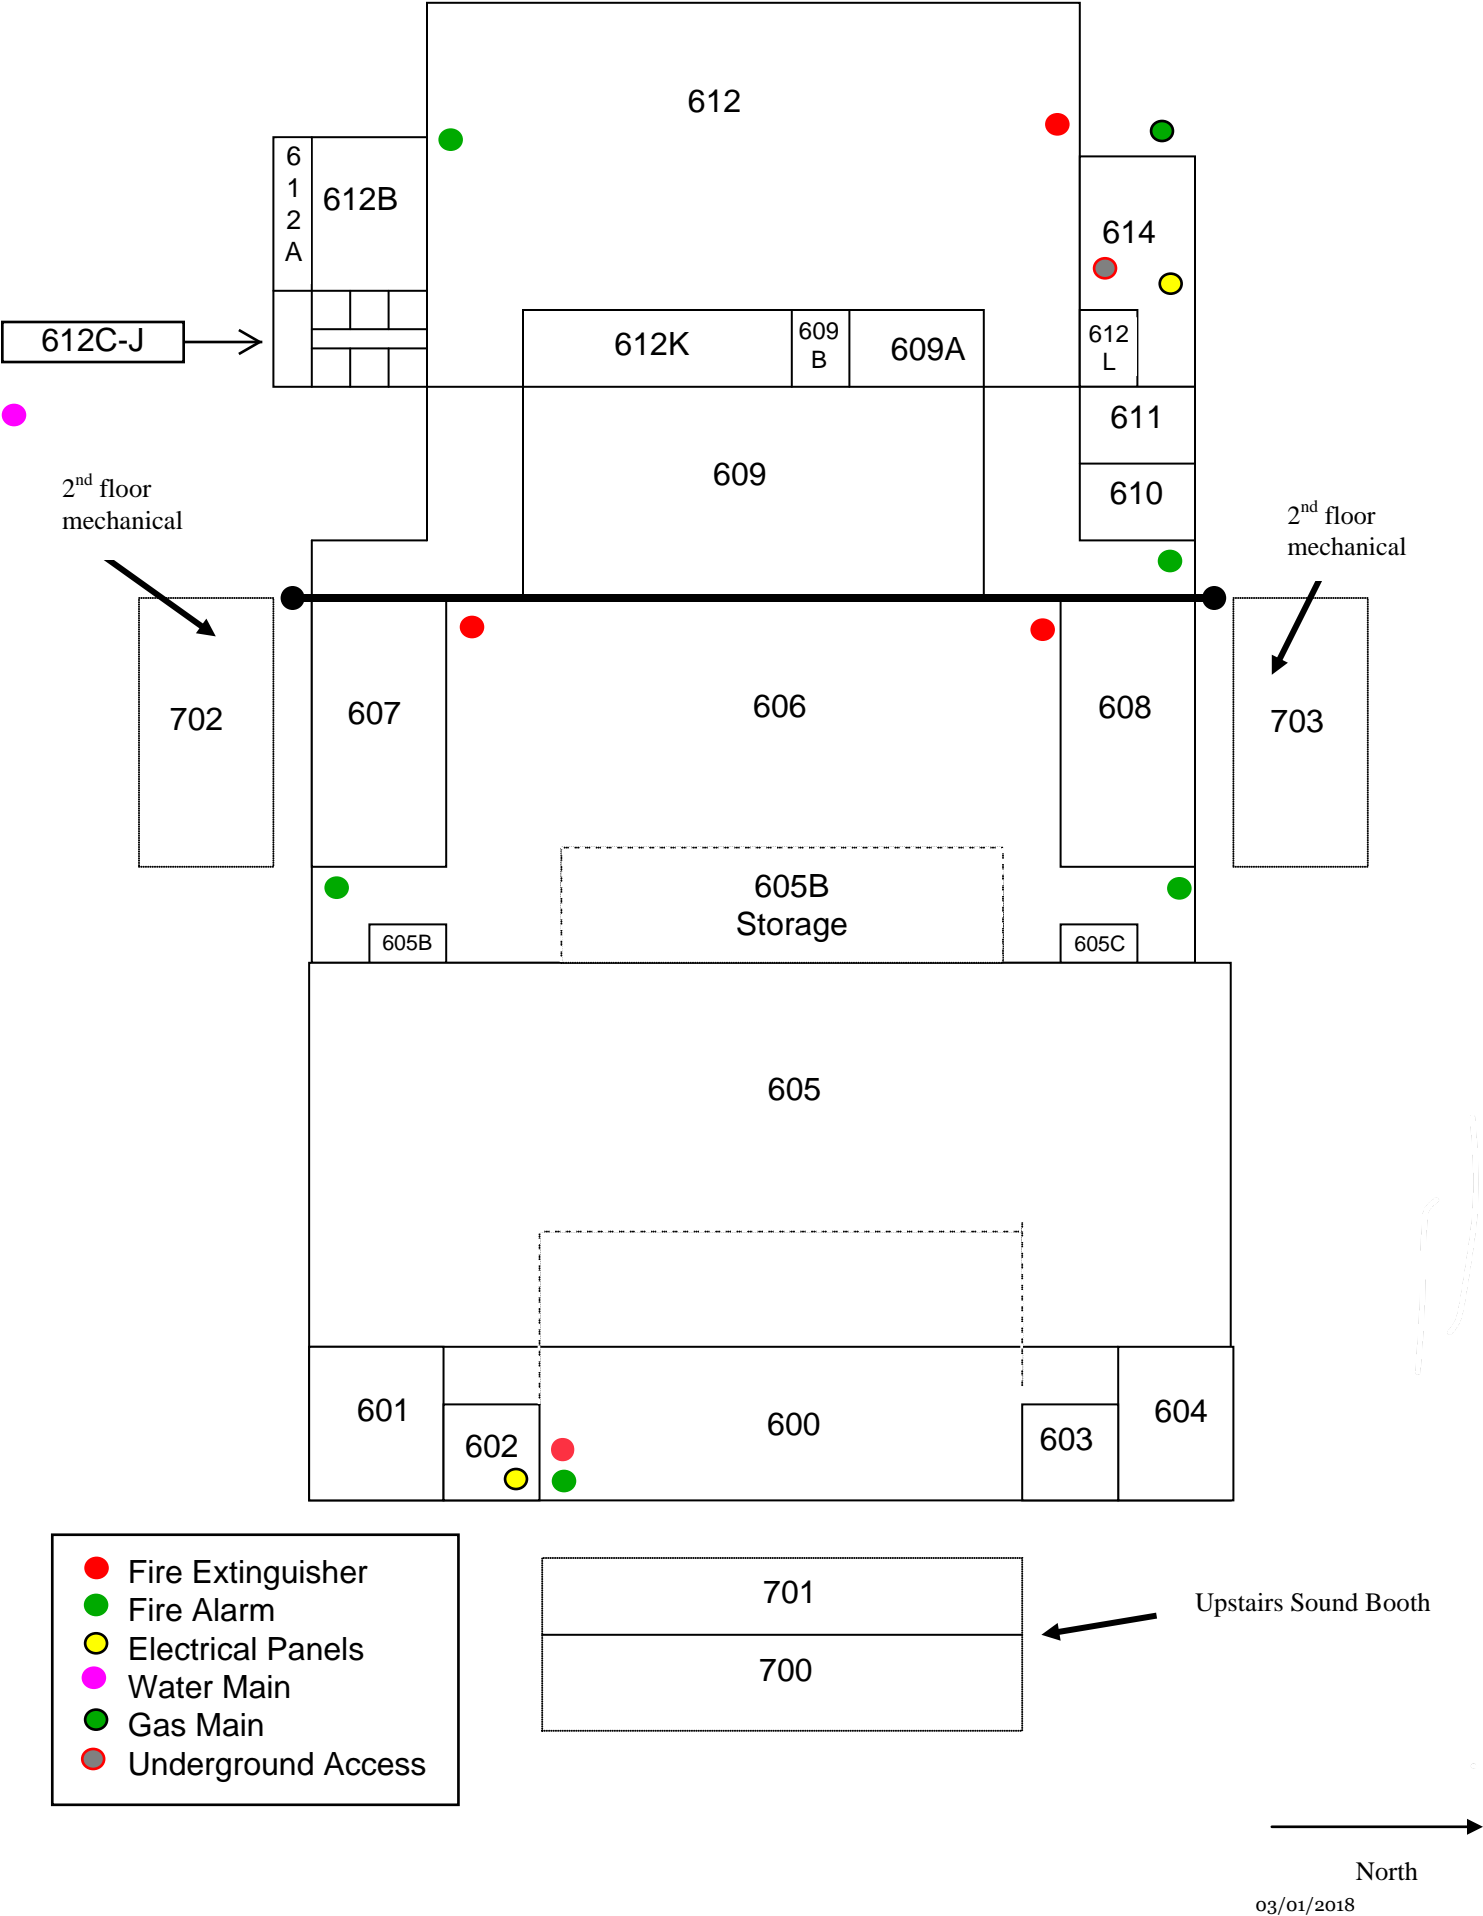 612
6
1
2
A
612B
614
612C-J
612K
609
B
609A
612
L
611
609
610
2nd floor
mechanical
2nd floor
mechanical
702
607
606
608
703
605B
Storage
605B
605C
605
601
602
600
603
604
Fire Extinguisher
Fire Alarm
Electrical Panels
Water Main
Gas Main
Underground Access
701
700
Upstairs Sound Booth
North
03/01/2018